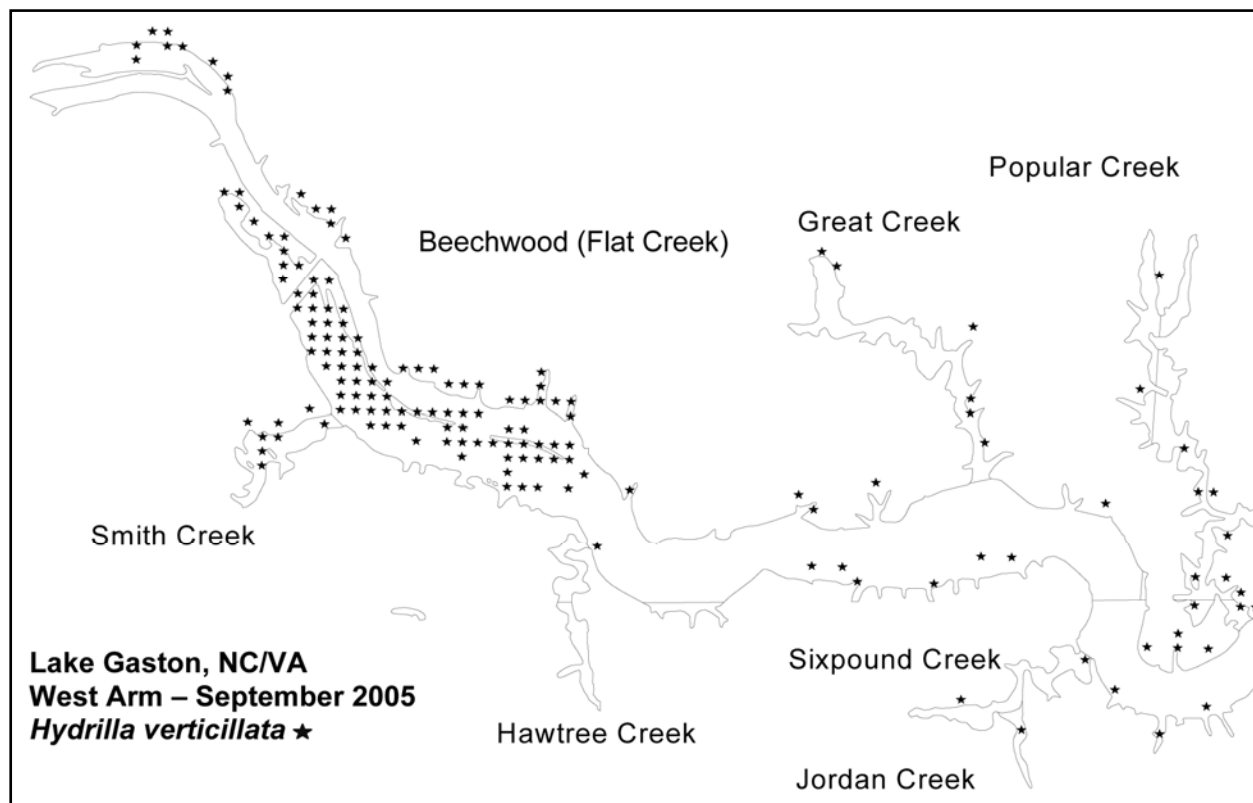 Popular Creek
Great Creek
Beechwood (Flat Creek)
Smith Creek
Sixpound Creek
Hawtree Creek
Jordan Creek
Lake Gaston, NC/VA
West Arm – September 2005
Hydrilla verticillata ★